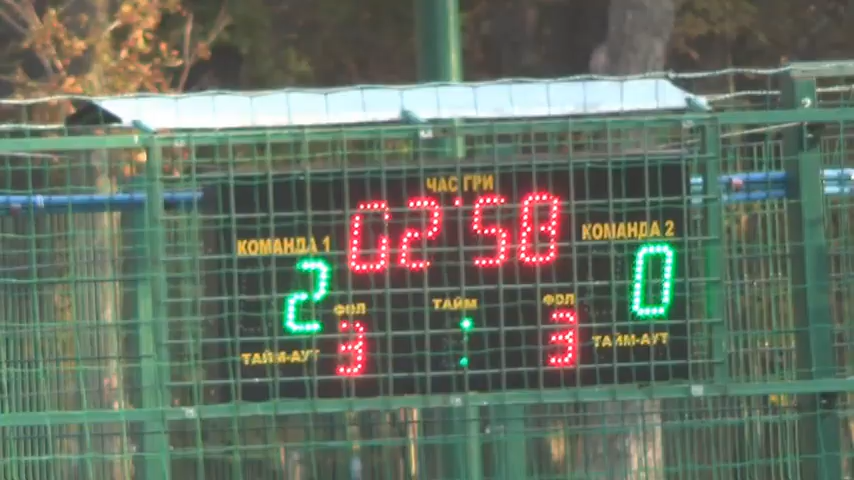 ЧАС ГРИ
КОМАНДА 1 02:58 КОМАНДА 2
2 0
ФОЛ ТАЙМ ФОЛ
3 1 3
ТАЙМ-АУТ ТАЙМ-АУТ